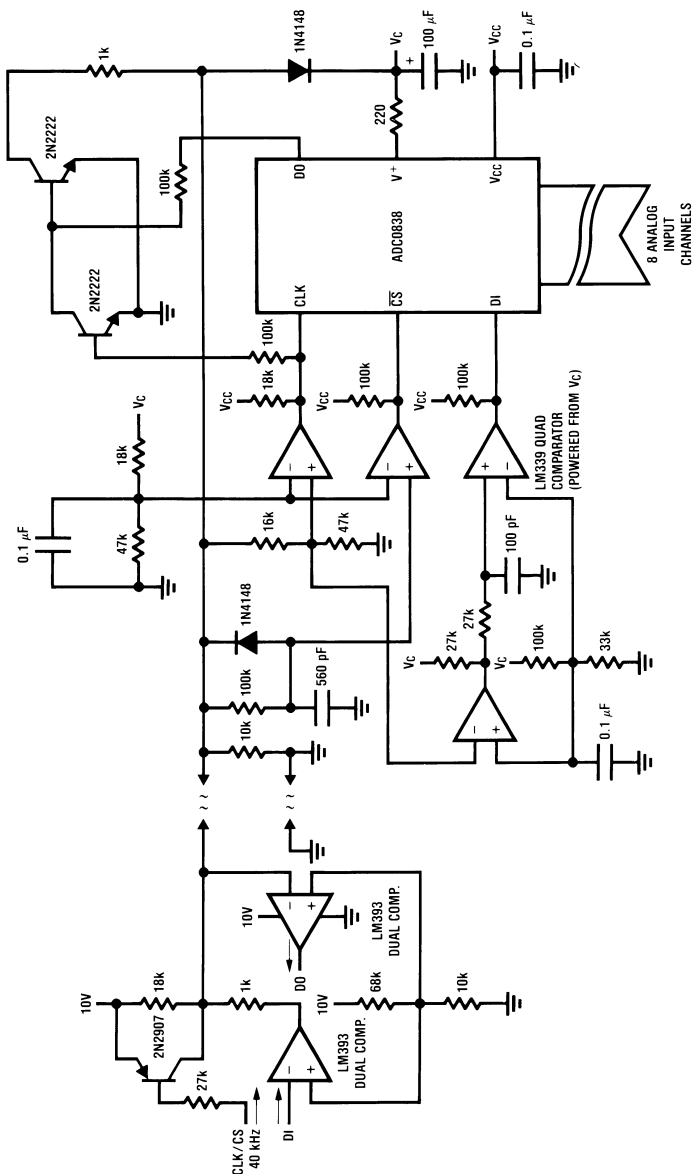 10V
2N2907
18k
27k
CLK/CS
40 kHz
DI
1k
LM393
DUAL COMP.
10V
DO
LM393
DUAL COMP.
10V
68k
10k
~ ~
~ ~
10k
100k
1N4148
560 pF
0.1 µF
47k
18k
VC
16k
47k
VCC
18k
100k
VCC
100k
VCC
100k
VC
27k
27k
100 pF
VC
100k
33k
0.1 µF
LM339 QUAD
COMPARATOR
(POWERED FROM VC)
2N2222
2N2222
1k
100k
1N4148
CLK
CS
DI
ADC0838
DO
V+
VCC
220
VC
+
100 µF
VCC
0.1 µF
8 ANALOG
INPUT
CHANNELS